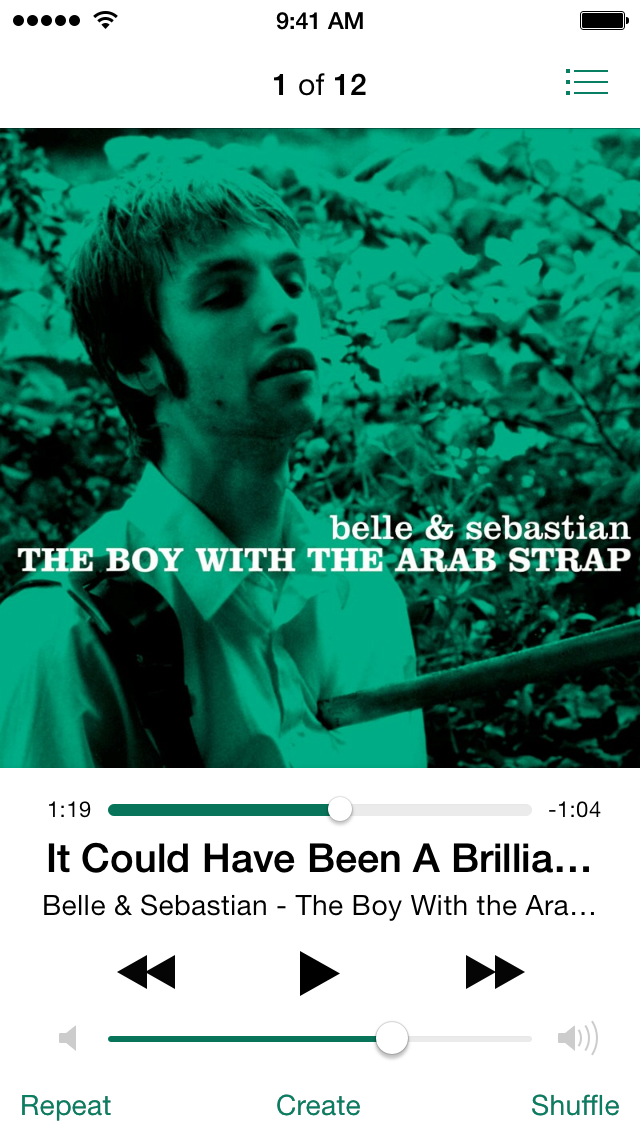 9:41 AM
1 of 12
belle & sebastian
THE BOY WITH THE ARAB STRAP
1:19 -1:04
It Could Have Been A Brillia...
Belle & Sebastian - The Boy With the Ara...
Repeat Create Shuffle